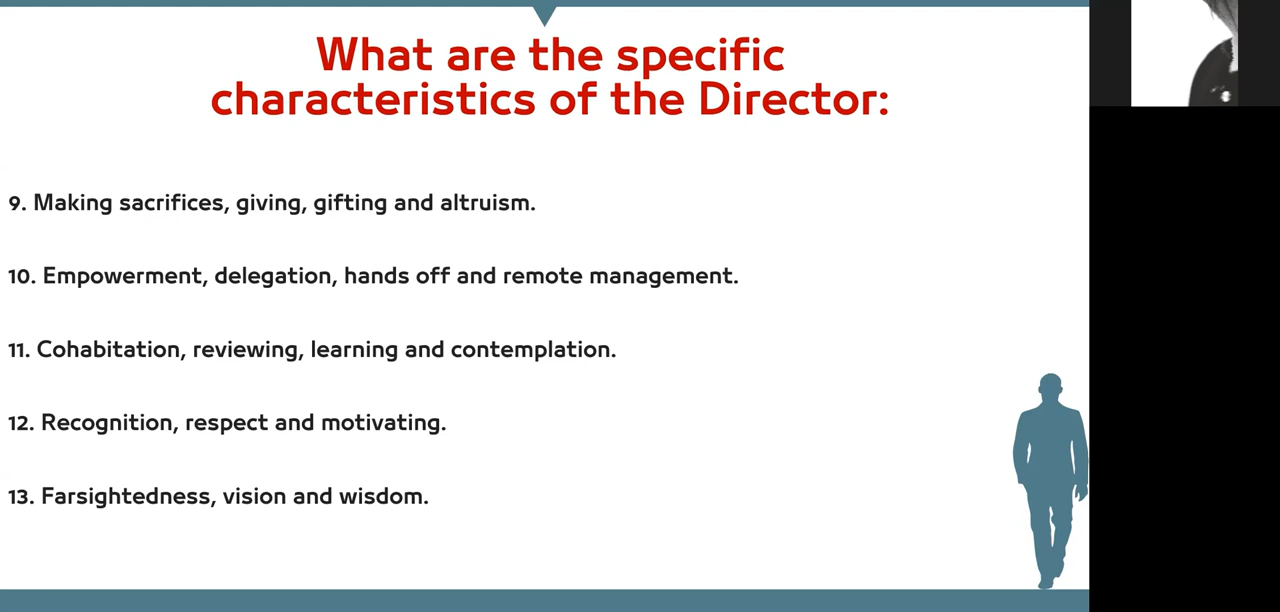 What are the specific
characteristics of the Director:
9. Making sacrifices, giving, gifting and altruism.
10. Empowerment, delegation, hands off and remote management.
11. Cohabitation, reviewing, learning and contemplation.
12. Recognition, respect and motivating.
13. Farsightedness, vision and wisdom.